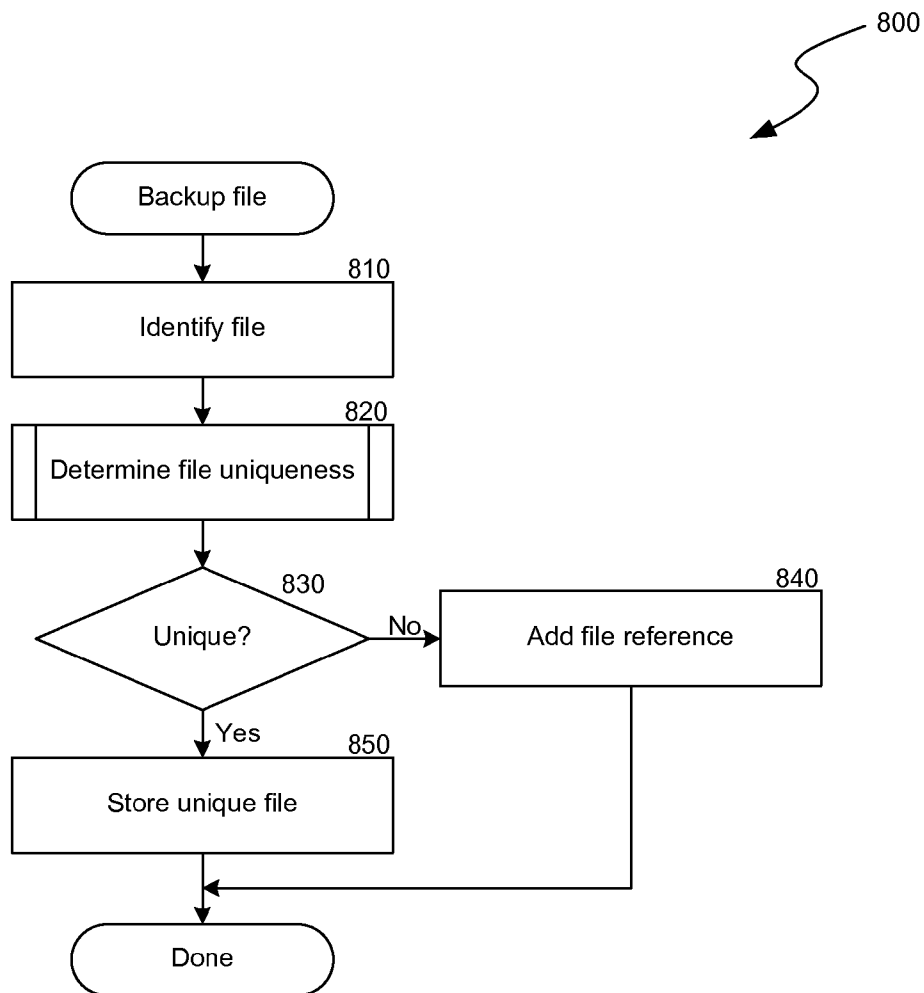 800
Backup file
810
Identify file
820
Determine file uniqueness
830
Unique?
No
840
Add file reference
Yes
850
Store unique file
Done